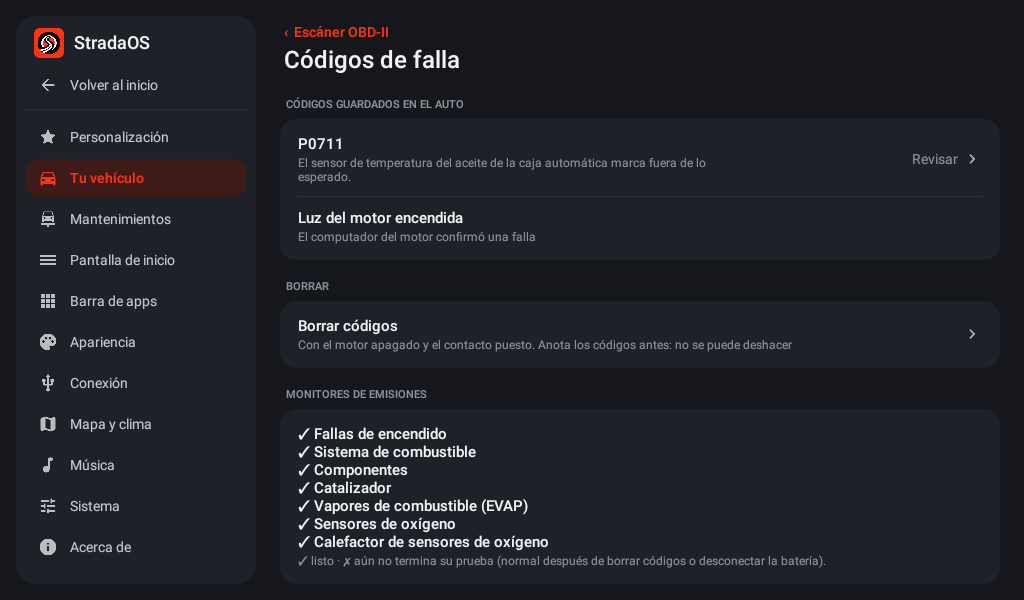 StradaOS
Volver al inicio
Personalización
Tu vehículo
Mantenimientos
Pantalla de inicio
Barra de apps
Apariencia
Conexión
Mapa y clima
Música
Sistema
Acerca de
‹ Escáner OBD-II
Códigos de falla
CÓDIGOS GUARDADOS EN EL AUTO
P0711
El sensor de temperatura del aceite de la caja automática marca fuera de lo
esperado.
Revisar
Luz del motor encendida
El computador del motor confirmó una falla
BORRAR
Borrar códigos
Con el motor apagado y el contacto puesto. Anota los códigos antes: no se puede deshacer
MONITORES DE EMISIONES
✓ Fallas de encendido
✓ Sistema de combustible
✓ Componentes
✓ Catalizador
✓ Vapores de combustible (EVAP)
✓ Sensores de oxígeno
✓ Calefactor de sensores de oxígeno
✓ listo · ✗ aún no termina su prueba (normal después de borrar códigos o desconectar la batería).